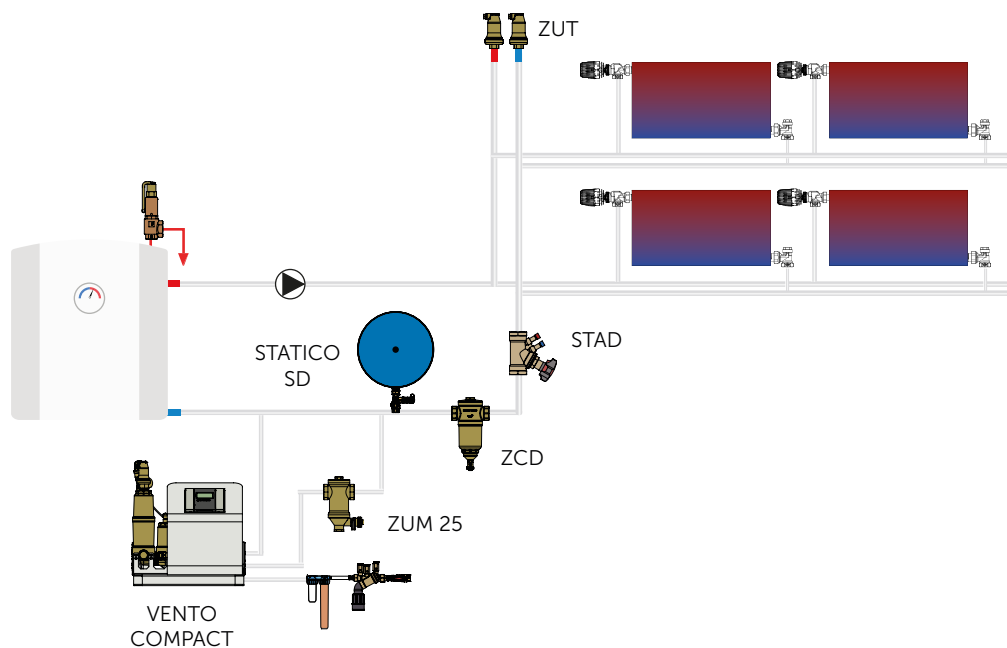 ZUT
STAD
STATICO
SD
ZCD
ZUM 25
VENTO
COMPACT